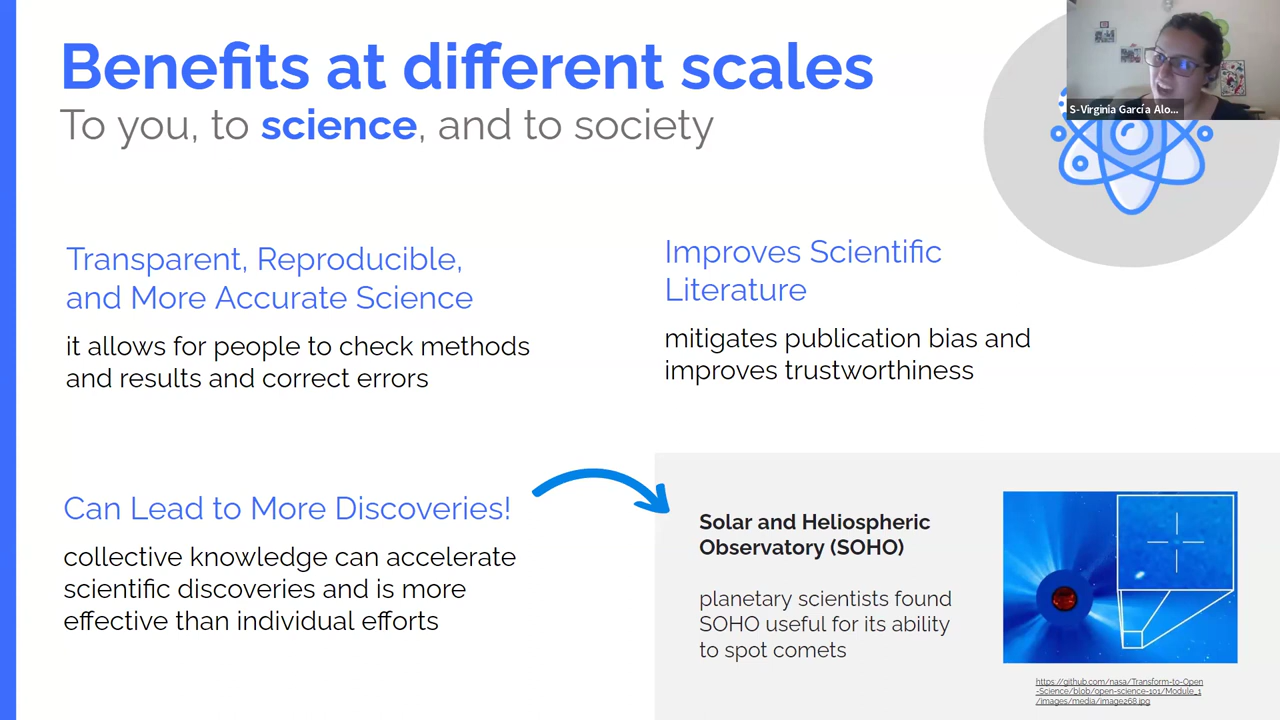 Benefits at different scales
To you, to science, and to society
S-Virginia García Alo...
Transparent, Reproducible,
and More Accurate Science
it allows for people to check methods
and results and correct errors
Improves Scientific
Literature
mitigates publication bias and
improves trustworthiness
Can Lead to More Discoveries!
collective knowledge can accelerate
scientific discoveries and is more
effective than individual efforts
Solar and Heliospheric
Observatory (SOHO)
planetary scientists found
SOHO useful for its ability
to spot comets
https://github.com/nasa/Transform-to-Open
-Science/blob/open-science-101/Module_1
/images/media/image268.jpg